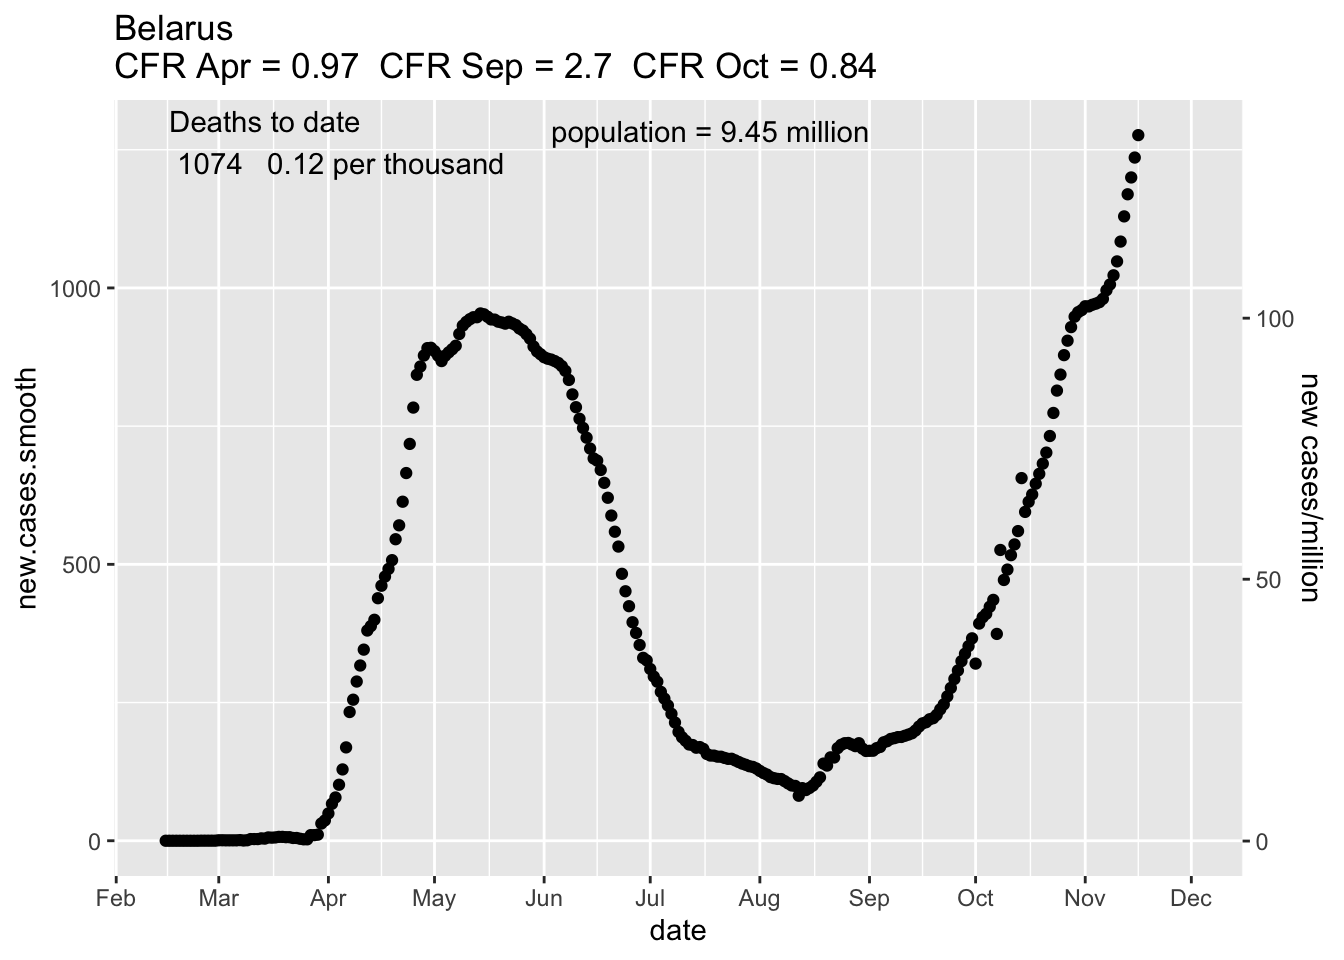 Belarus
CFR Apr = 0.97  CFR Sep = 2.7  CFR Oct = 0.84
Deaths to date
1074   0.12 per thousand
population = 9.45 million
new.cases.smooth
1000
500
0
100
50
0
new cases/million
Feb Mar Apr May Jun Jul Aug Sep Oct Nov Dec
date